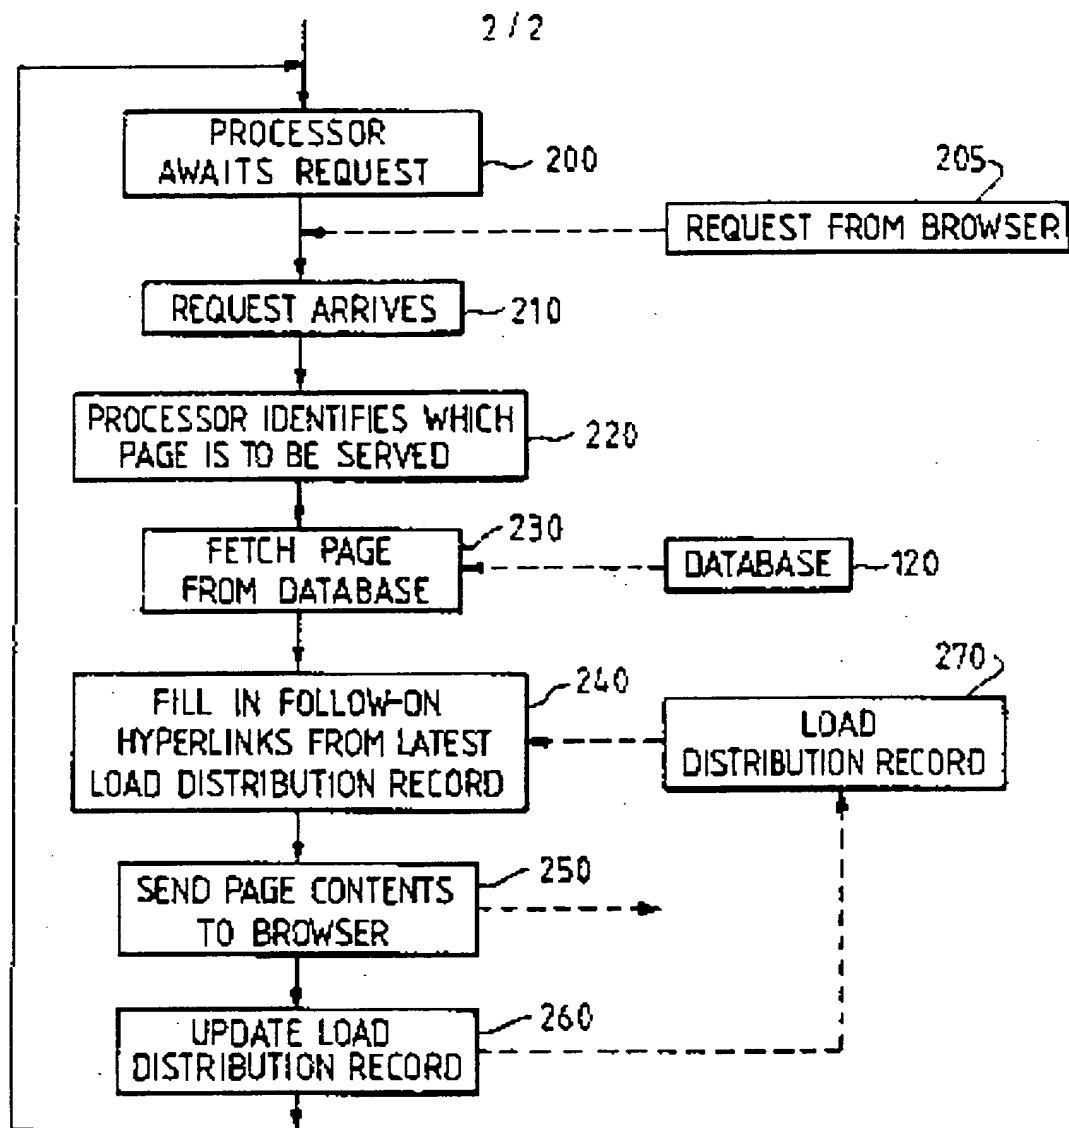 2/2
PROCESSOR
AWAITS REQUEST
200
205
REQUEST FROM BROWSER
REQUEST ARRIVES
210
PROCESSOR IDENTIFIES WHICH
PAGE IS TO BE SERVED
220
230
FETCH PAGE
FROM DATABASE
DATABASE
120
240
FILL IN FOLLOW-ON
HYPERLINKS FROM LATEST
LOAD DISTRIBUTION RECORD
270
LOAD
DISTRIBUTION RECORD
250
SEND PAGE CONTENTS
TO BROWSER
260
UPDATE LOAD
DISTRIBUTION RECORD